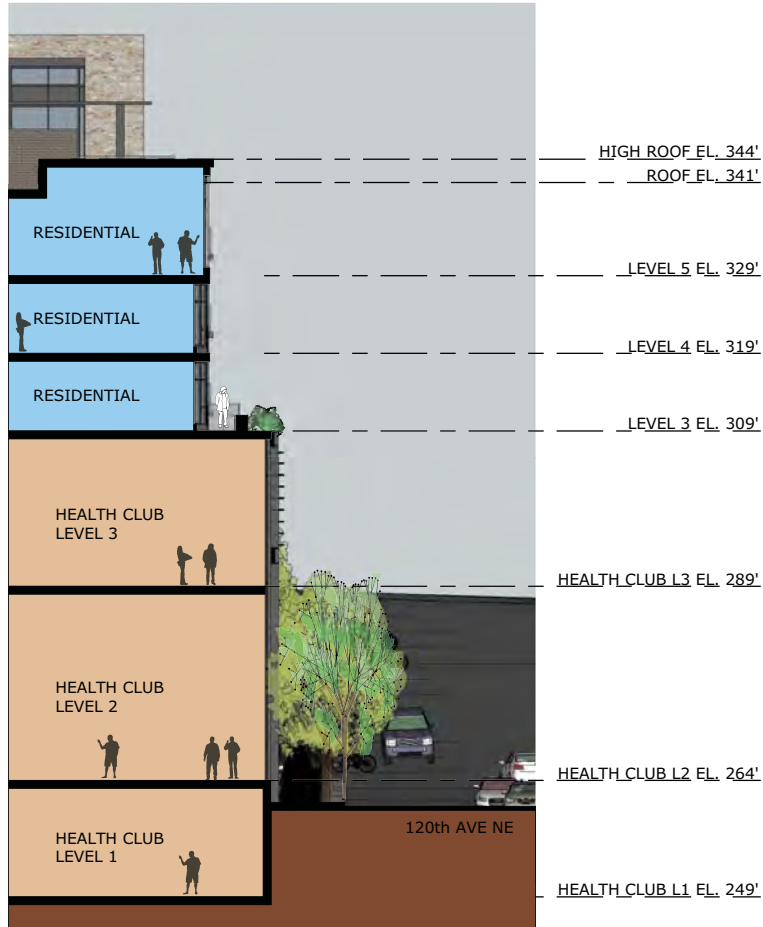 HIGH ROOF EL. 344'
ROOF EL. 341'
RESIDENTIAL
LEVEL 5 EL. 329'
RESIDENTIAL
LEVEL 4 EL. 319'
RESIDENTIAL
LEVEL 3 EL. 309'
HEALTH CLUB
LEVEL 3
HEALTH CLUB L3 EL. 289'
HEALTH CLUB
LEVEL 2
HEALTH CLUB L2 EL. 264'
120th AVE NE
HEALTH CLUB
LEVEL 1
HEALTH CLUB L1 EL. 249'